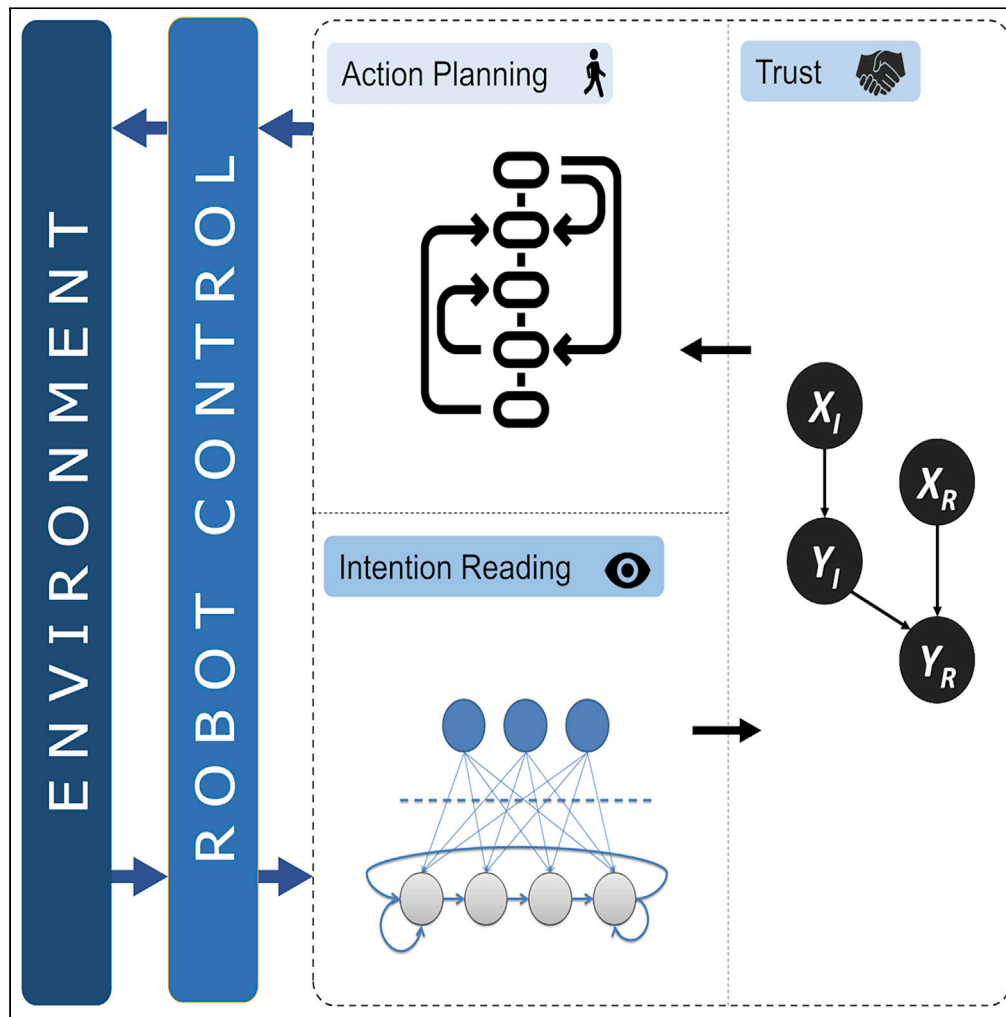 ENVIRONMENT
ROBOT CONTROL
Action Planning
Trust
X_I
X_R
Y_I
Y_R
Intention Reading